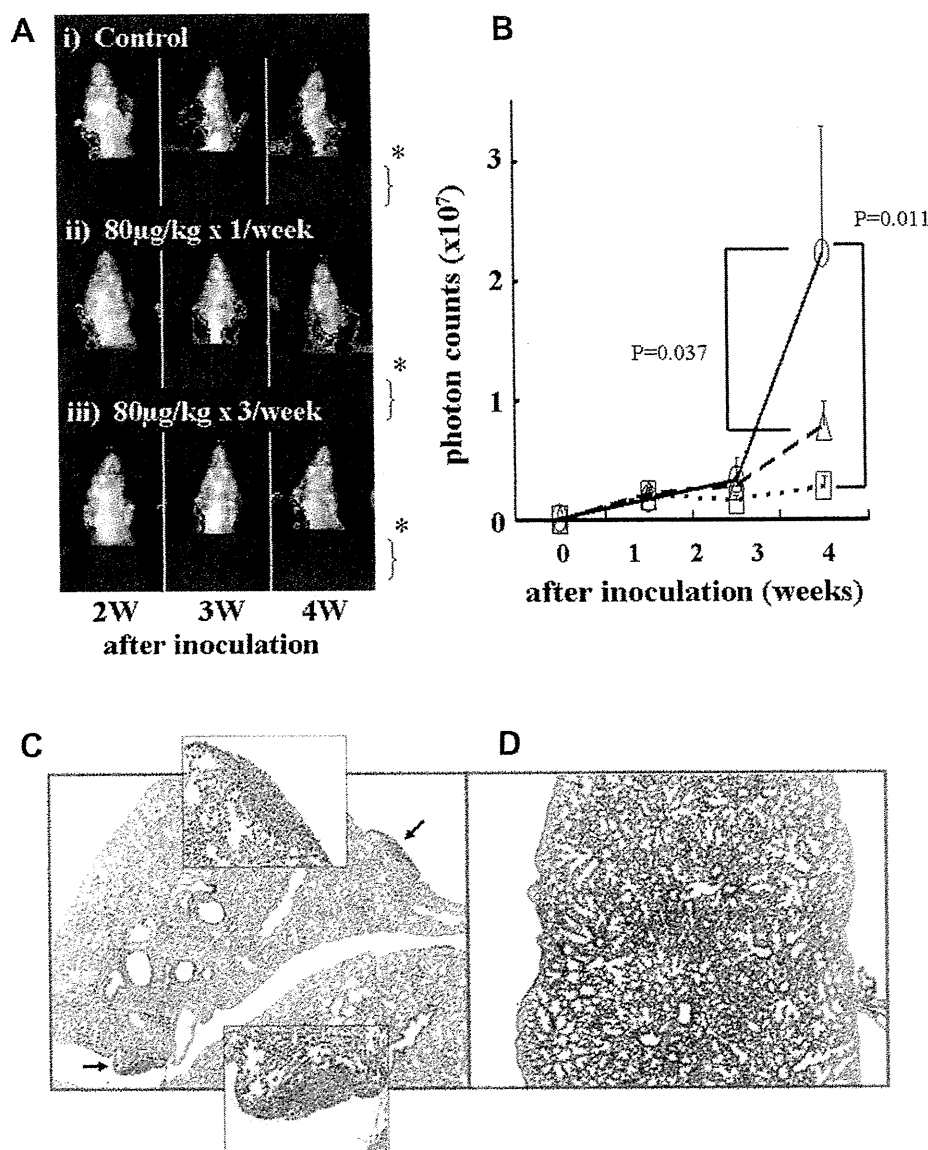 A
i) Control
*
ii) 80µg/kg x 1/week
*
iii) 80µg/kg x 3/week
*
2W 3W 4W
after inoculation
B
photon counts (x10⁷)
3
2
1
0
P=0.011
P=0.037
0 1 2 3 4
after inoculation (weeks)
C
D